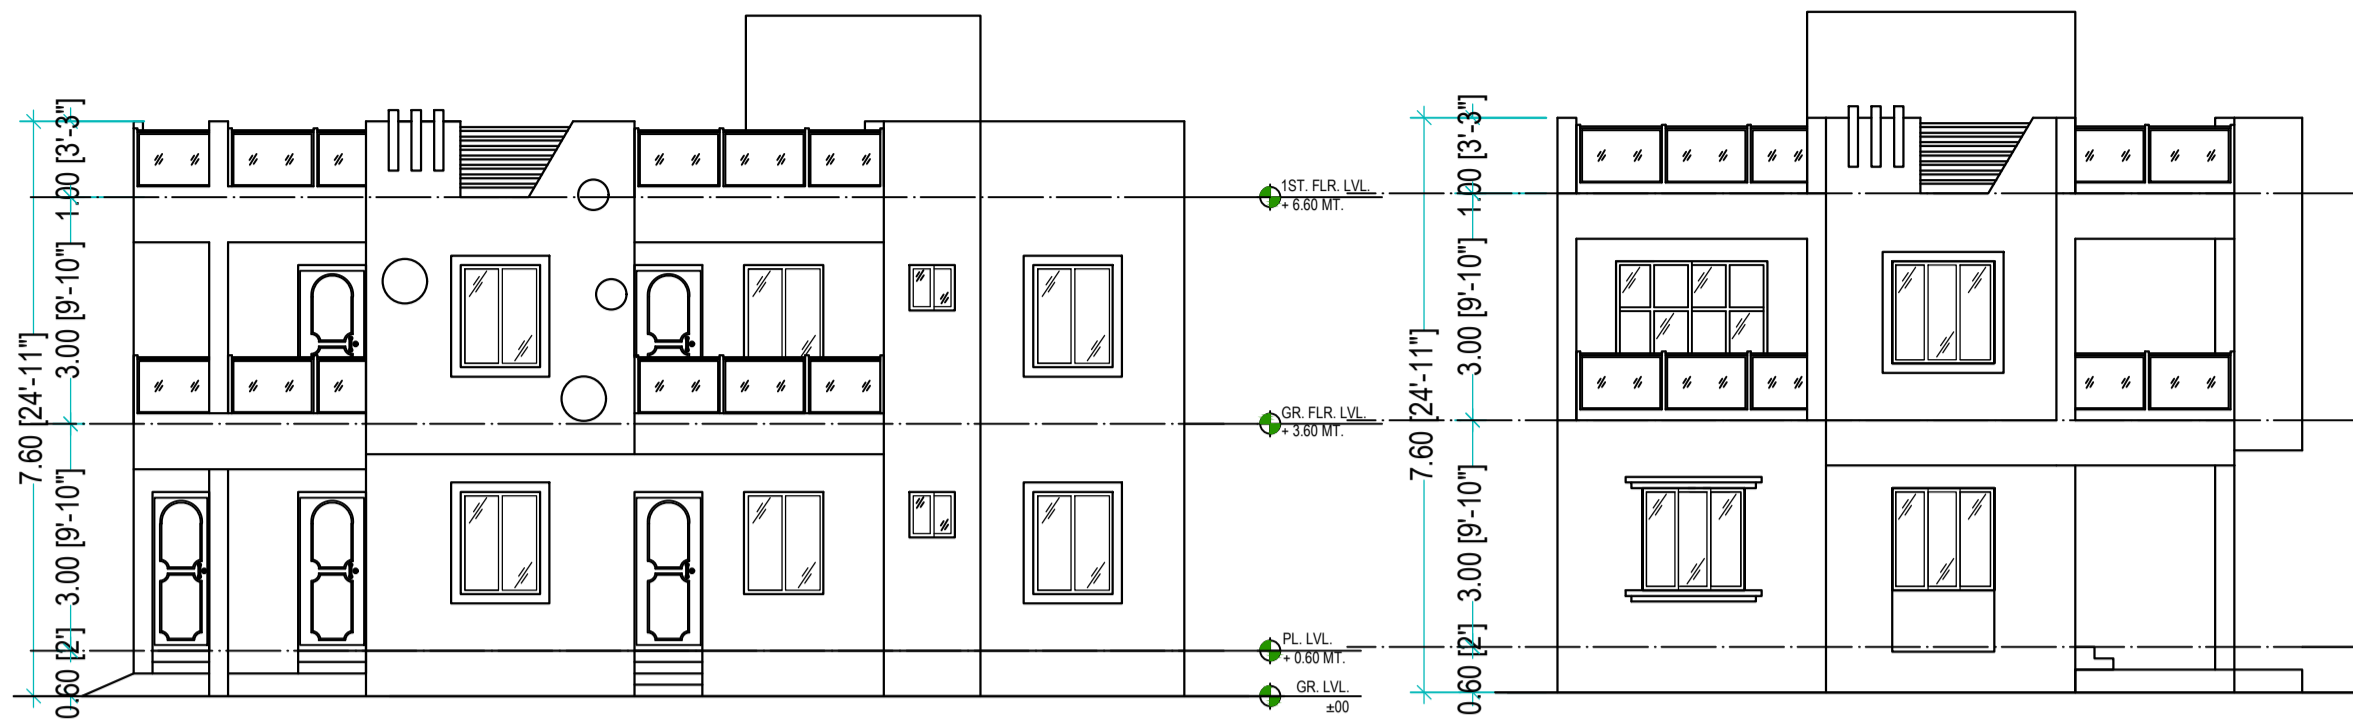 7.60 [24'-11"]
1.00 [3'-3"]
3.00 [9'-10"]
3.00 [9'-10"]
0.60 [2']
1ST. FLR. LVL.
+ 6.60 MT.
GR. FLR. LVL.
+ 3.60 MT.
PL. LVL.
+ 0.60 MT.
GR. LVL.
±00
7.60 [24'-11"]
1.00 [3'-3"]
3.00 [9'-10"]
3.00 [9'-10"]
0.60 [2']